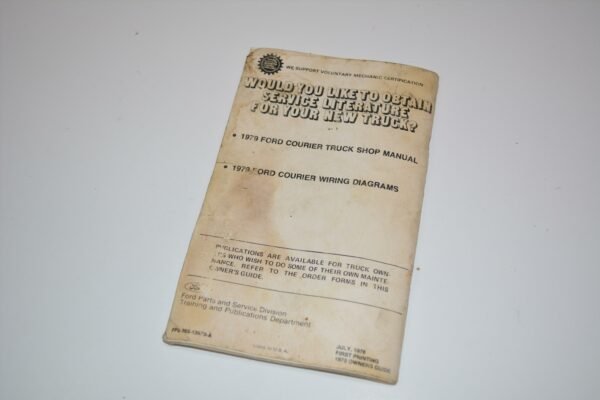 WE SUPPORT VOLUNTARY MECHANIC CERTIFICATION
WOULD YOU LIKE TO OBTAIN
SERVICE LITERATURE
FOR YOUR NEW TRUCK?
• 1979 FORD COURIER TRUCK SHOP MANUAL
• 1979 FORD COURIER WIRING DIAGRAMS
PUBLICATIONS ARE AVAILABLE FOR TRUCK OWN-
WHO WISH TO DO SOME OF THEIR OWN MAINTE-
NANCE. REFER TO THE ORDER FORMS IN THIS
OWNER'S GUIDE.
Ford Parts and Service Division
Training and Publications Department
JULY, 1978
FIRST PRINTING
1979 OWNERS GUIDE